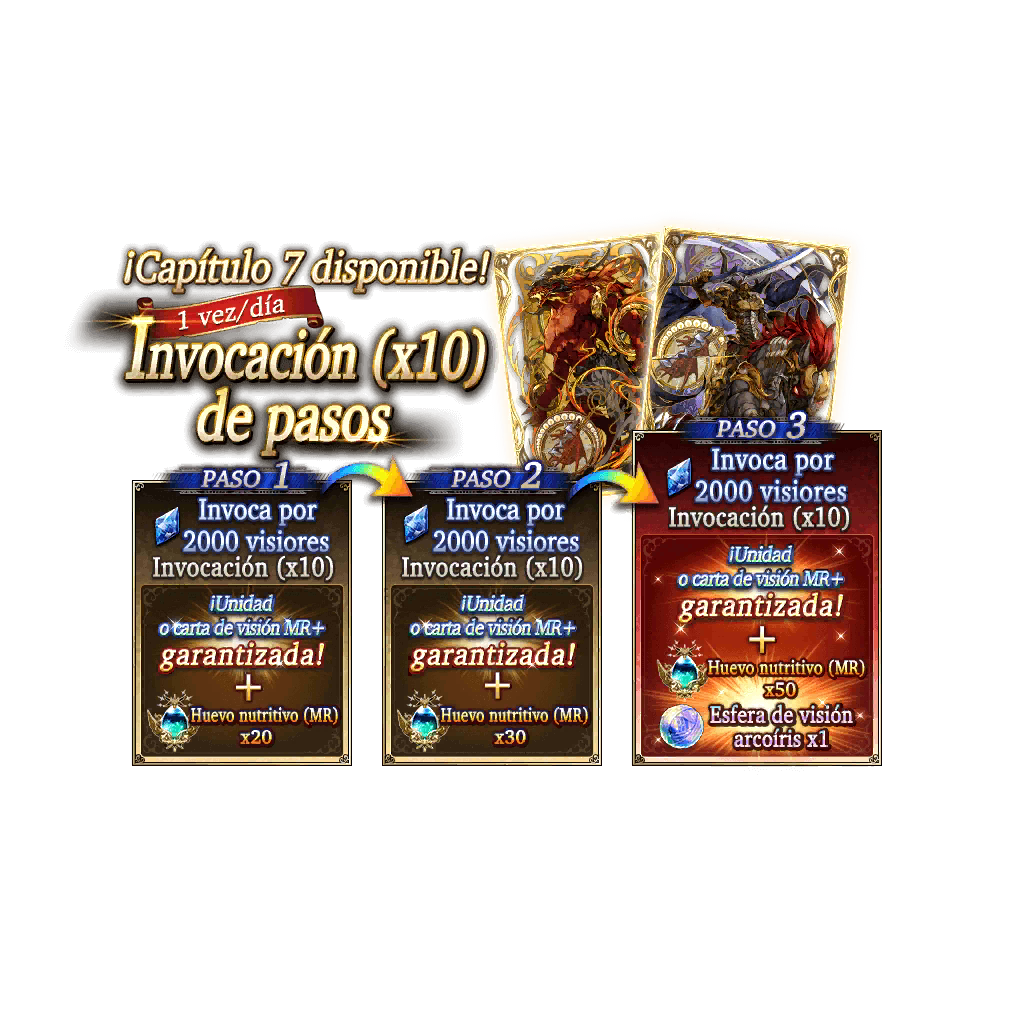 ¡Capítulo 7 disponible!
1 vez/día
Invocación (x10)
de pasos
PASO 1
Invoca por
2000 visiores
Invocación (x10)
¡Unidad
o carta de visión MR+
garantizada!
+
Huevo nutritivo (MR)
x20
PASO 2
Invoca por
2000 visiores
Invocación (x10)
¡Unidad
o carta de visión MR+
garantizada!
+
Huevo nutritivo (MR)
x30
PASO 3
Invoca por
2000 visiores
Invocación (x10)
¡Unidad
o carta de visión MR+
garantizada!
+
Huevo nutritivo (MR)
x50
Esfera de visión
arcoíris x1